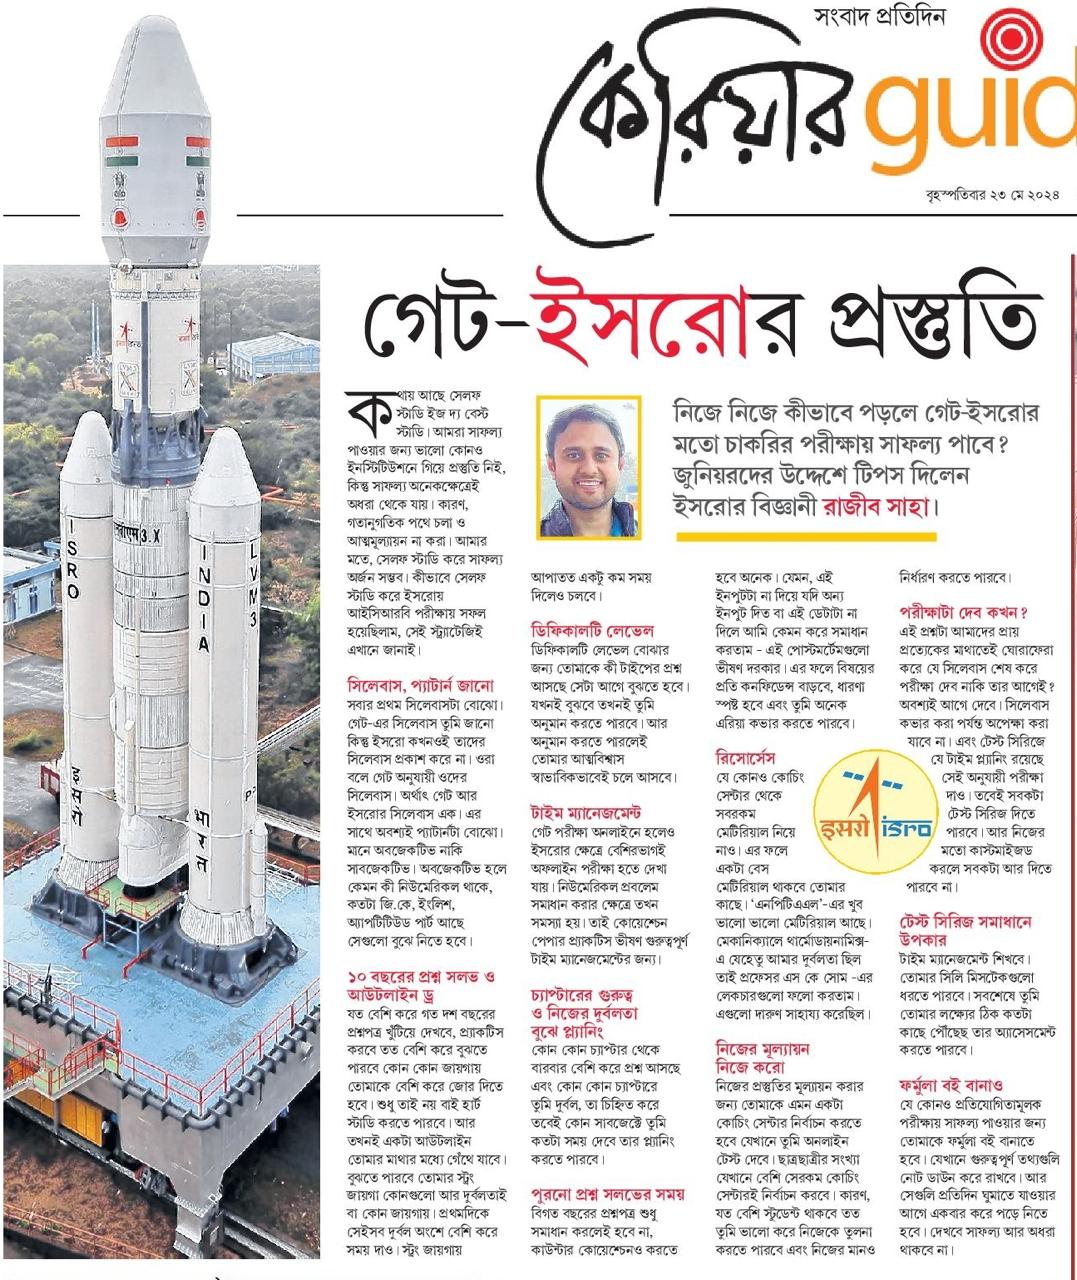 সংবাদ প্রতিদিন
কেরিয়ার guid
বৃহস্পতিবার ২৩ মে ২০২৪
গেট-ইসরোর প্রস্তুতি
নিজে নিজে কীভাবে পড়লে গেট-ইসরোর
মতো চাকরির পরীক্ষায় সাফল্য পাবে?
জুনিয়রদের উদ্দেশে টিপস দিলেন
ইসরোর বিজ্ঞানী রাজীব সাহা।
কথায় আছে সেলফ
স্টাডি ইজ দ্য বেস্ট
স্টাডি। আমরা সাফল্য
পাওয়ার জন্য ভালো কোনও
ইনস্টিটিউশনে গিয়ে প্রস্তুতি নিই,
কিন্তু সাফল্য অনেকক্ষেত্রেই
অধরা থেকে যায়। কারণ,
গতানুগতিক পথে চলা ও
আত্মমূল্যায়ন না করা। আমার
মতে, সেলফ স্টাডি করে সাফল্য
অর্জন সম্ভব। কীভাবে সেলফ
স্টাডি করে ইসরোয়
আইসিআরবি পরীক্ষায় সফল
হয়েছিলাম, সেই স্ট্র্যাটেজিই
এখানে জানাই।
সিলেবাস, প্যাটার্ন জানো
সবার প্রথম সিলেবাসটা বোঝো।
গেট-এর সিলেবাস তুমি জানো
কিন্তু ইসরো কখনওই তাদের
সিলেবাস প্রকাশ করে না। ওরা
বলে গেট অনুযায়ী ওদের
সিলেবাস। অর্থাৎ গেট আর
ইসরোর সিলেবাস এক। এর
সাথে অবশ্যই প্যাটার্নটা বোঝো।
মানে অবজেকটিভ নাকি
সাবজেকটিভ। অবজেকটিভ হলে
কেমন কী নিউমেরিকল থাকে,
কতটা জি.কে, ইংলিশ,
অ্যাপটিটিউড পার্ট আছে
সেগুলো বুঝে নিতে হবে।
১০ বছরের প্রশ্ন সলভ ও
আউটলাইন ড্র
যত বেশি করে গত দশ বছরের
প্রশ্নপত্র খুঁটিয়ে দেখবে, প্র্যাকটিস
করবে তত বেশি করে বুঝতে
পারবে কোন কোন জায়গায়
তোমাকে বেশি করে জোর দিতে
হবে। শুধু তাই নয় বাই হার্ট
স্টাডি করতে পারবে। আর
তখনই একটা আউটলাইন
তোমার মাথার মধ্যে গেঁথে যাবে।
বুঝতে পারবে তোমার স্ট্রং
জায়গা কোনগুলো আর দুর্বলতাই
বা কোন জায়গায়। প্রথমদিকে
সেইসব দুর্বল অংশে বেশি করে
সময় দাও। স্ট্রং জায়গায়
আপাতত একটু কম সময়
দিলেও চলবে।
ডিফিকালটি লেভেল
ডিফিকালটি লেভেল বোঝার
জন্য তোমাকে কী টাইপের প্রশ্ন
আসছে সেটা আগে বুঝতে হবে।
যখনই বুঝবে তখনই তুমি
অনুমান করতে পারবে। আর
অনুমান করতে পারলেই
তোমার আত্মবিশ্বাস
স্বাভাবিকভাবেই চলে আসবে।
টাইম ম্যানেজমেন্ট
গেট পরীক্ষা অনলাইনে হলেও
ইসরোর ক্ষেত্রে বেশিরভাগই
অফলাইন পরীক্ষা হতে দেখা
যায়। নিউমেরিকল প্রবলেম
সমাধান করার ক্ষেত্রে তখন
সমস্যা হয়। তাই কোয়েশ্চেন
পেপার প্র্যাকটিস ভীষণ গুরুত্বপূর্ণ
টাইম ম্যানেজমেন্টের জন্য।
চ্যাপ্টারের গুরুত্ব
ও নিজের দুর্বলতা
বুঝে প্ল্যানিং
কোন কোন চ্যাপ্টার থেকে
বারবার বেশি করে প্রশ্ন আসছে
এবং কোন কোন চ্যাপ্টারে
তুমি দুর্বল, তা চিহ্নিত করে
তবেই কোন সাবজেক্টে তুমি
কতটা সময় দেবে তার প্ল্যানিং
করতে পারবে।
পুরনো প্রশ্ন সলভের সময়
বিগত বছরের প্রশ্নপত্র শুধু
সমাধান করলেই হবে না,
কাউন্টার কোয়েশ্চেনও করতে
হবে অনেক। যেমন, এই
ইনপুটটা না দিয়ে যদি অন্য
ইনপুট দিত বা এই ডেটাটা না
দিলে আমি কেমন করে সমাধান
করতাম - এই পোস্টমর্টেমগুলো
ভীষণ দরকার। এর ফলে বিষয়ের
প্রতি কনফিডেন্স বাড়বে, ধারণা
স্পষ্ট হবে এবং তুমি অনেক
এরিয়া কভার করতে পারবে।
রিসোর্সেস
যে কোনও কোচিং
সেন্টার থেকে
সবরকম
মেটিরিয়াল নিয়ে
নাও। এর ফলে
একটা বেস
মেটিরিয়াল থাকবে তোমার
কাছে। 'এনপিটিএএল'-এর খুব
ভালো ভালো মেটিরিয়াল আছে।
মেকানিক্যালে থার্মোডায়নামিক্স-
এ যেহেতু আমার দুর্বলতা ছিল
তাই প্রফেসর এস কে সোম -এর
লেকচারগুলো ফলো করতাম।
এগুলো দারুণ সাহায্য করেছিল।
নিজের মূল্যায়ন
নিজে করো
নিজের প্রস্তুতির মূল্যায়ন করার
জন্য তোমাকে এমন একটা
কোচিং সেন্টার নির্বাচন করতে
হবে যেখানে তুমি অনলাইন
টেস্ট দেবে। ছাত্রছাত্রীর সংখ্যা
যেখানে বেশি সেরকম কোচিং
সেন্টারই নির্বাচন করবে। কারণ,
যত বেশি স্টুডেন্ট থাকবে তত
তুমি ভালো করে নিজেকে তুলনা
করতে পারবে এবং নিজের মানও
নির্ধারণ করতে পারবে।
পরীক্ষাটা দেব কখন?
এই প্রশ্নটা আমাদের প্রায়
প্রত্যেকের মাথাতেই ঘোরাফেরা
করে যে সিলেবাস শেষ করে
পরীক্ষা দেব নাকি তার আগেই?
অবশ্যই আগে দেবে। সিলেবাস
কভার করা পর্যন্ত অপেক্ষা করা
যাবে না। এবং টেস্ট সিরিজে
যে টাইম প্ল্যানিং রয়েছে
সেই অনুযায়ী পরীক্ষা
দাও। তবেই সবকটা
টেস্ট সিরিজ দিতে
পারবে। আর নিজের
মতো কাস্টমাইজড
করলে সবকটা আর দিতে
পারবে না।
টেস্ট সিরিজ সমাধানে
উপকার
টাইম ম্যানেজমেন্ট শিখবে।
তোমার সিলি মিসটেকগুলো
ধরতে পারবে। সবশেষে তুমি
তোমার লক্ষ্যের ঠিক কতটা
কাছে পৌঁছেছ তার অ্যাসেসমেন্ট
করতে পারবে।
ফর্মুলা বই বানাও
যে কোনও প্রতিযোগিতামূলক
পরীক্ষায় সাফল্য পাওয়ার জন্য
তোমাকে ফর্মুলা বই বানাতে
হবে। যেখানে গুরুত্বপূর্ণ তথ্যগুলি
নোট ডাউন করে রাখবে। আর
সেগুলি প্রতিদিন ঘুমাতে যাওয়ার
আগে একবার করে পড়ে নিতে
হবে। দেখবে সাফল্য আর অধরা
থাকবে না।
इसरो isro
ISRO
इसरो
INDIA
भारत
LVM3